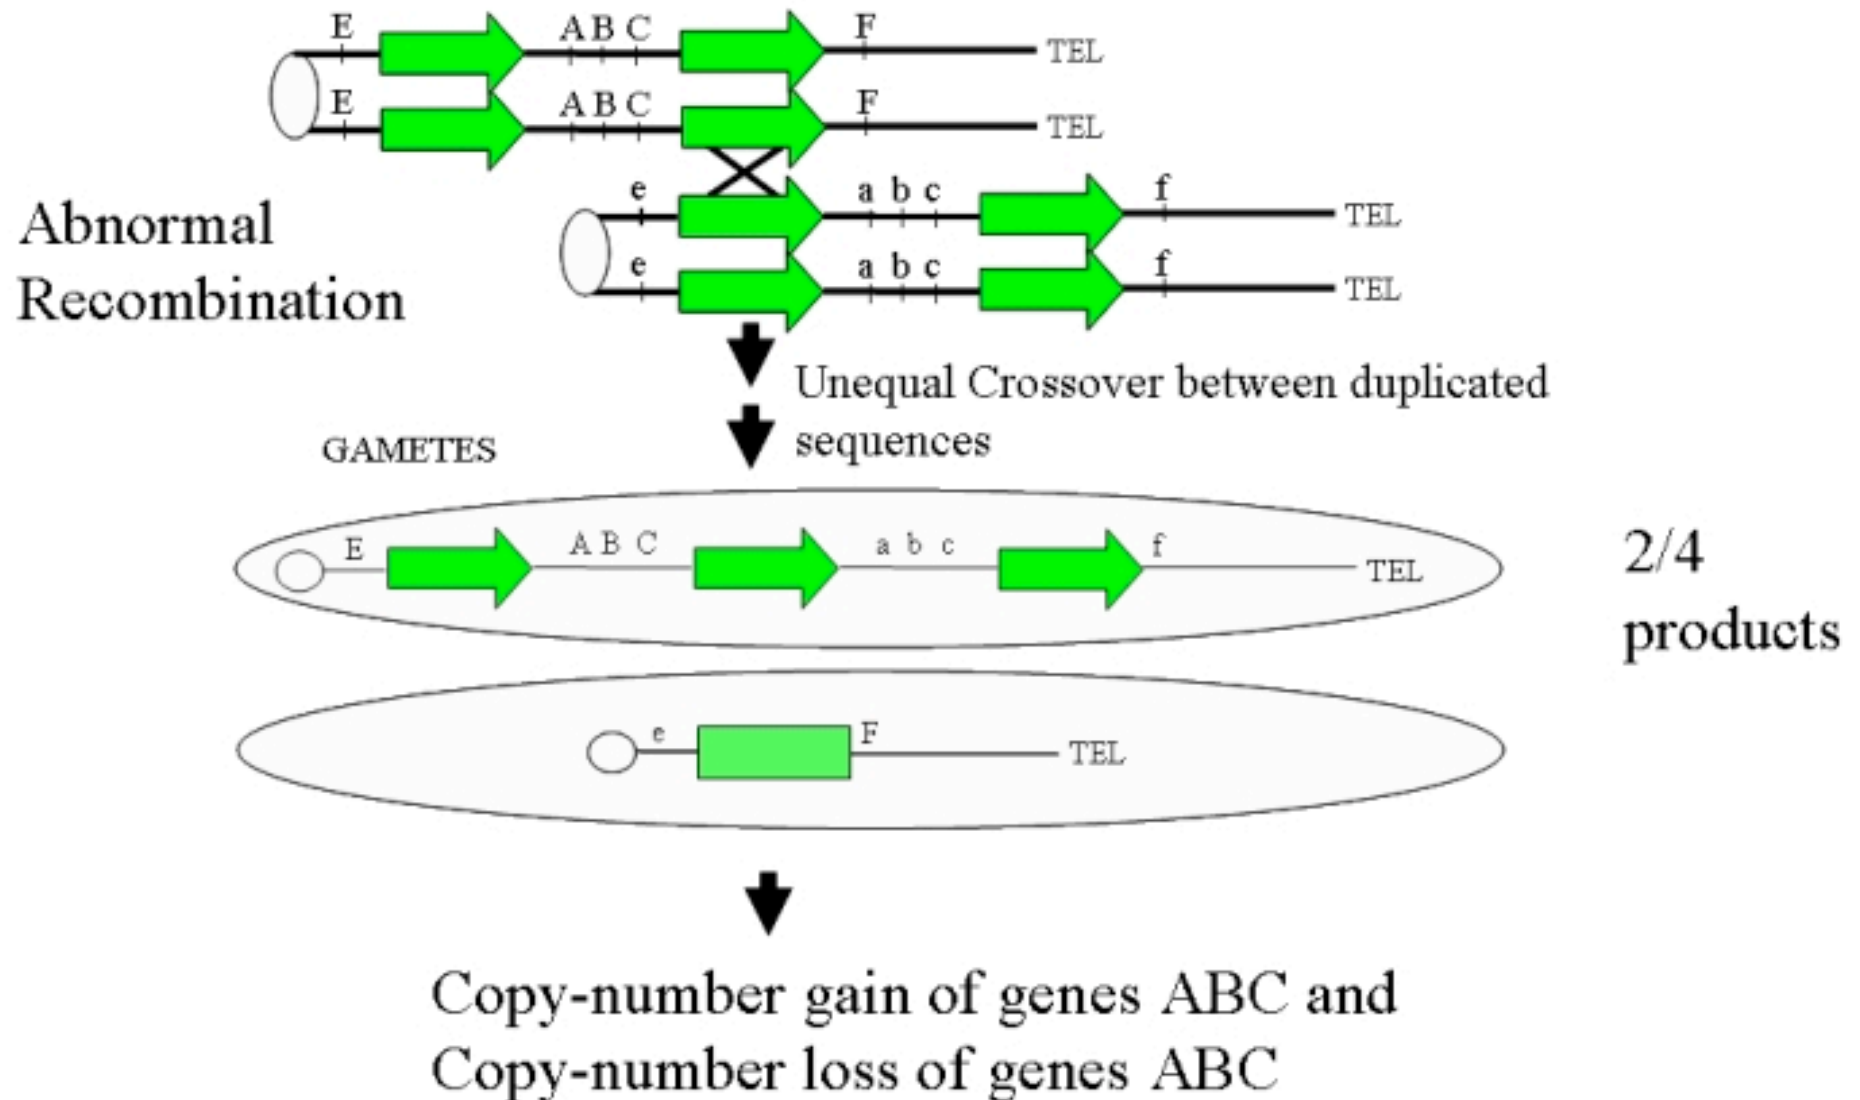 E A B C F
TEL
E A B C F
TEL
e a b c f
TEL
e a b c f
TEL
Abnormal
Recombination
Unequal Crossover between duplicated
sequences
GAMETES
E A B C a b c f
TEL
2/4
products
e F
TEL
Copy-number gain of genes ABC and
Copy-number loss of genes ABC